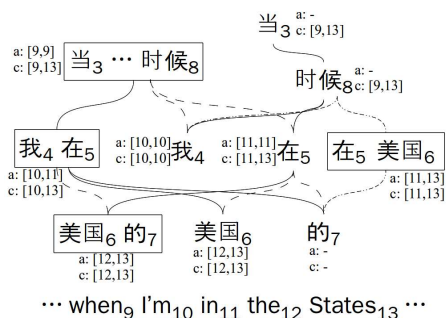 当₃
a: -
c: [9,13]
a: [9,9]
c: [9,13]
当₃ … 时候₈
时候₈
a: -
c: [9,13]
我₄ 在₅
a: [10,11]
c: [10,13]
a: [10,10]
c: [10,10]
我₄
a: [11,11]
c: [11,13]
在₅
在₅ 美国₆
a: [11,13]
c: [11,13]
美国₆ 的₇
a: [12,13]
c: [12,13]
美国₆
a: [12,13]
c: [12,13]
的₇
a: -
c: -
… when₉ I'm₁₀ in₁₁ the₁₂ States₁₃ …